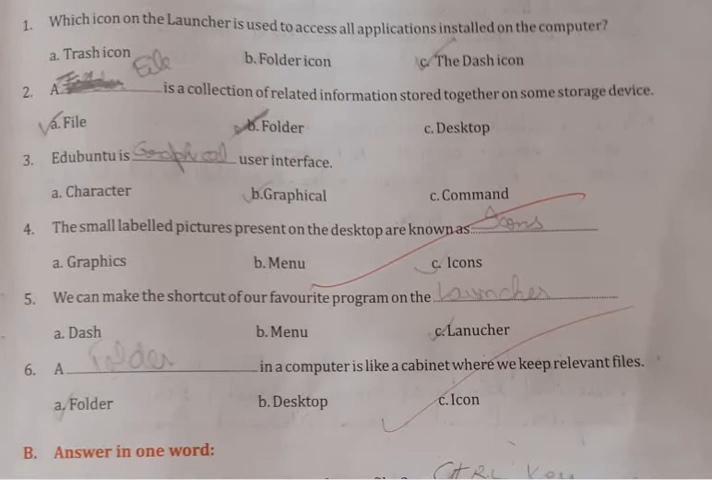 1. Which icon on the Launcher is used to access all applications installed on the computer?
a. Trash icon b. Folder icon c. The Dash icon
File
2. A ............ is a collection of related information stored together on some storage device.
a. File b. Folder c. Desktop
3. Edubuntu is Graphical user interface.
a. Character b. Graphical c. Command
4. The small labelled pictures present on the desktop are known as Icons
a. Graphics b. Menu c. Icons
5. We can make the shortcut of our favourite program on the Launcher
a. Dash b. Menu c. Lanucher
6. A Folder in a computer is like a cabinet where we keep relevant files.
a. Folder b. Desktop c. Icon
B. Answer in one word: